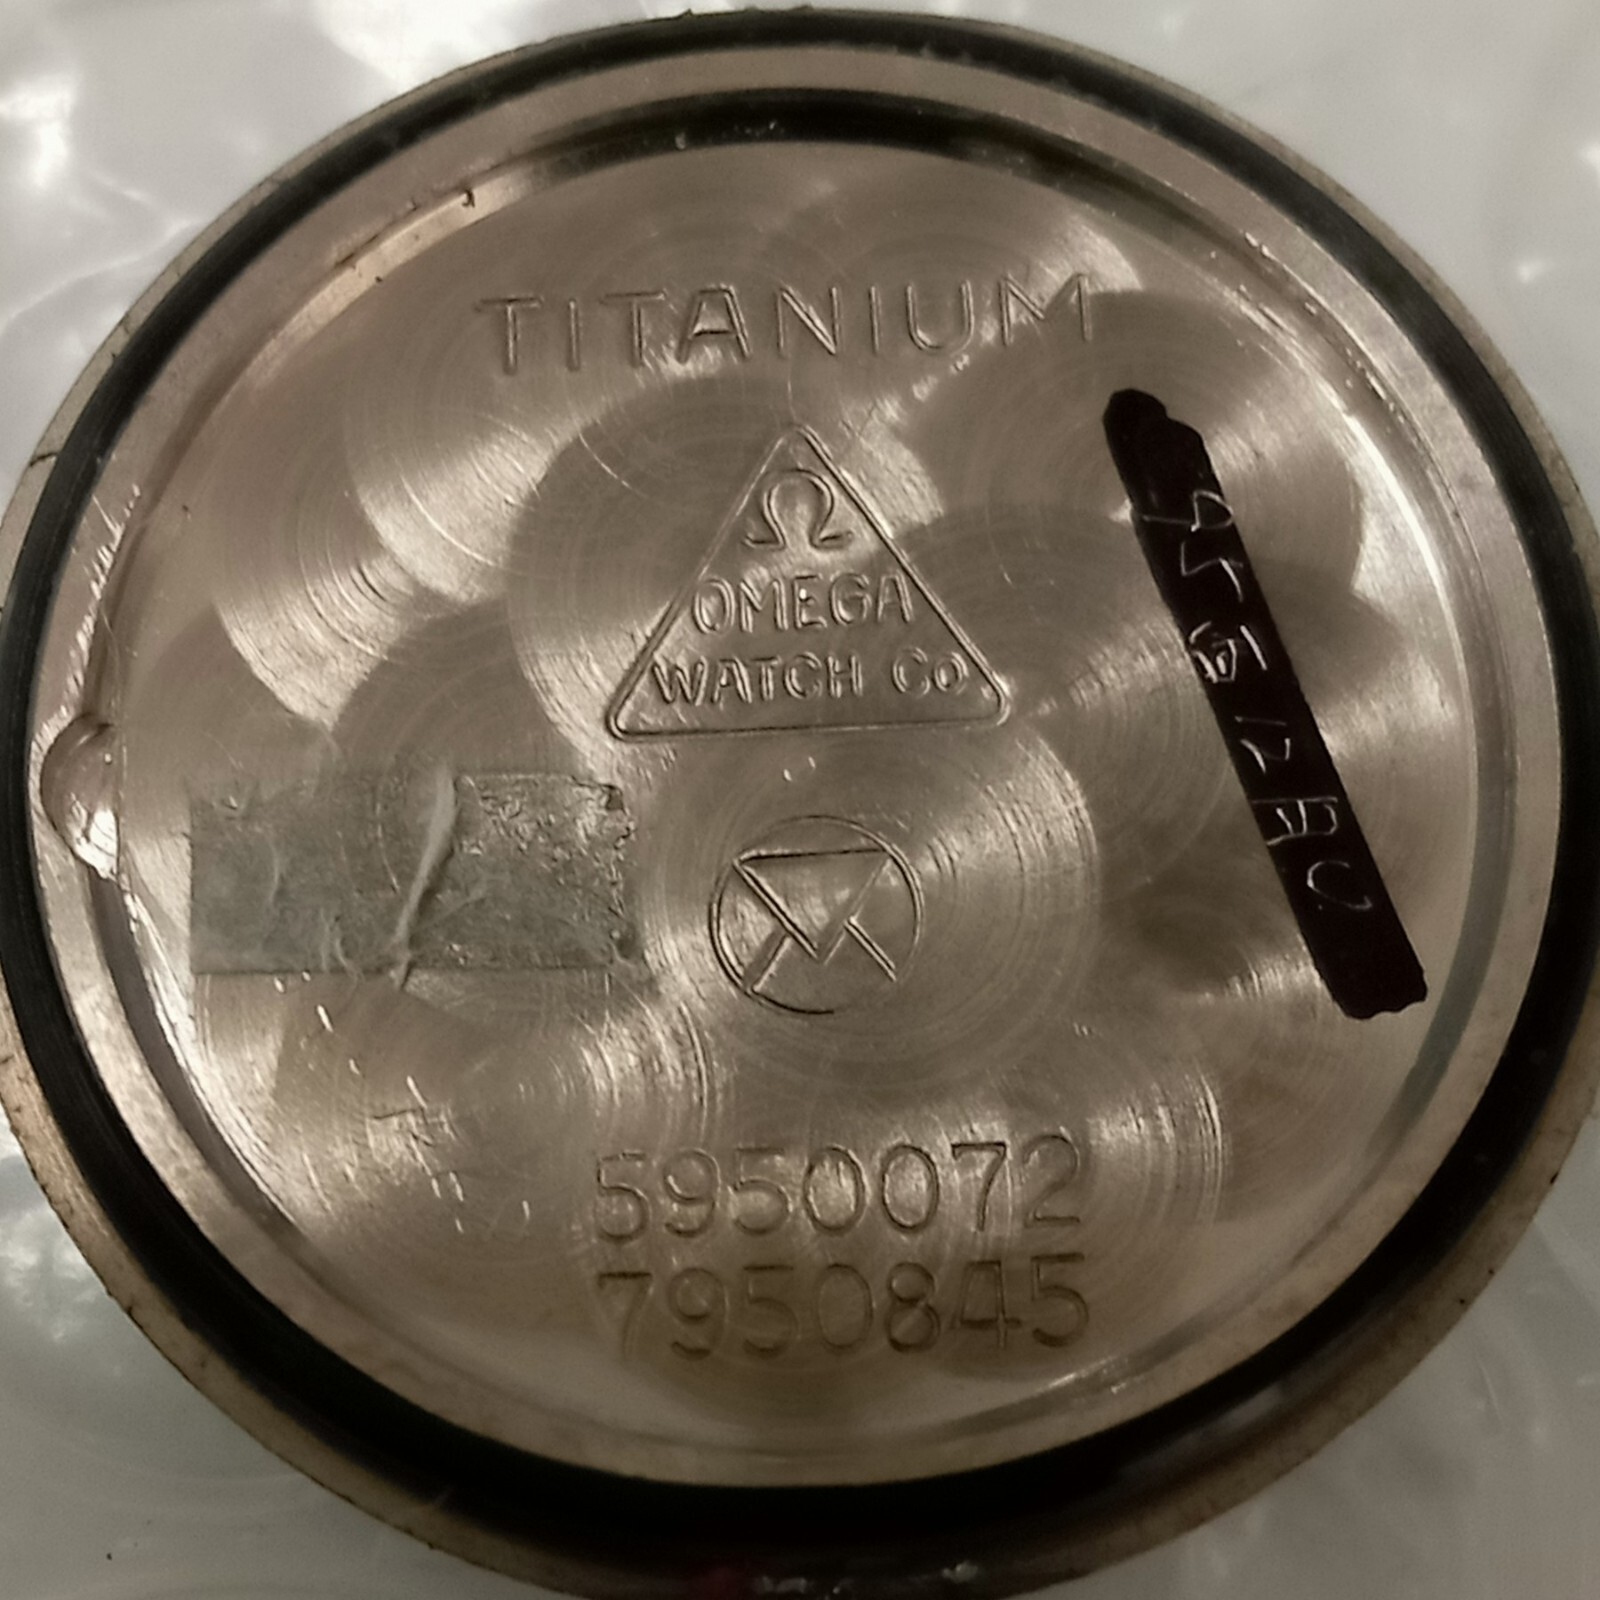 TITANIUM
Ω
OMEGA
WATCH Co
5950072
7950845